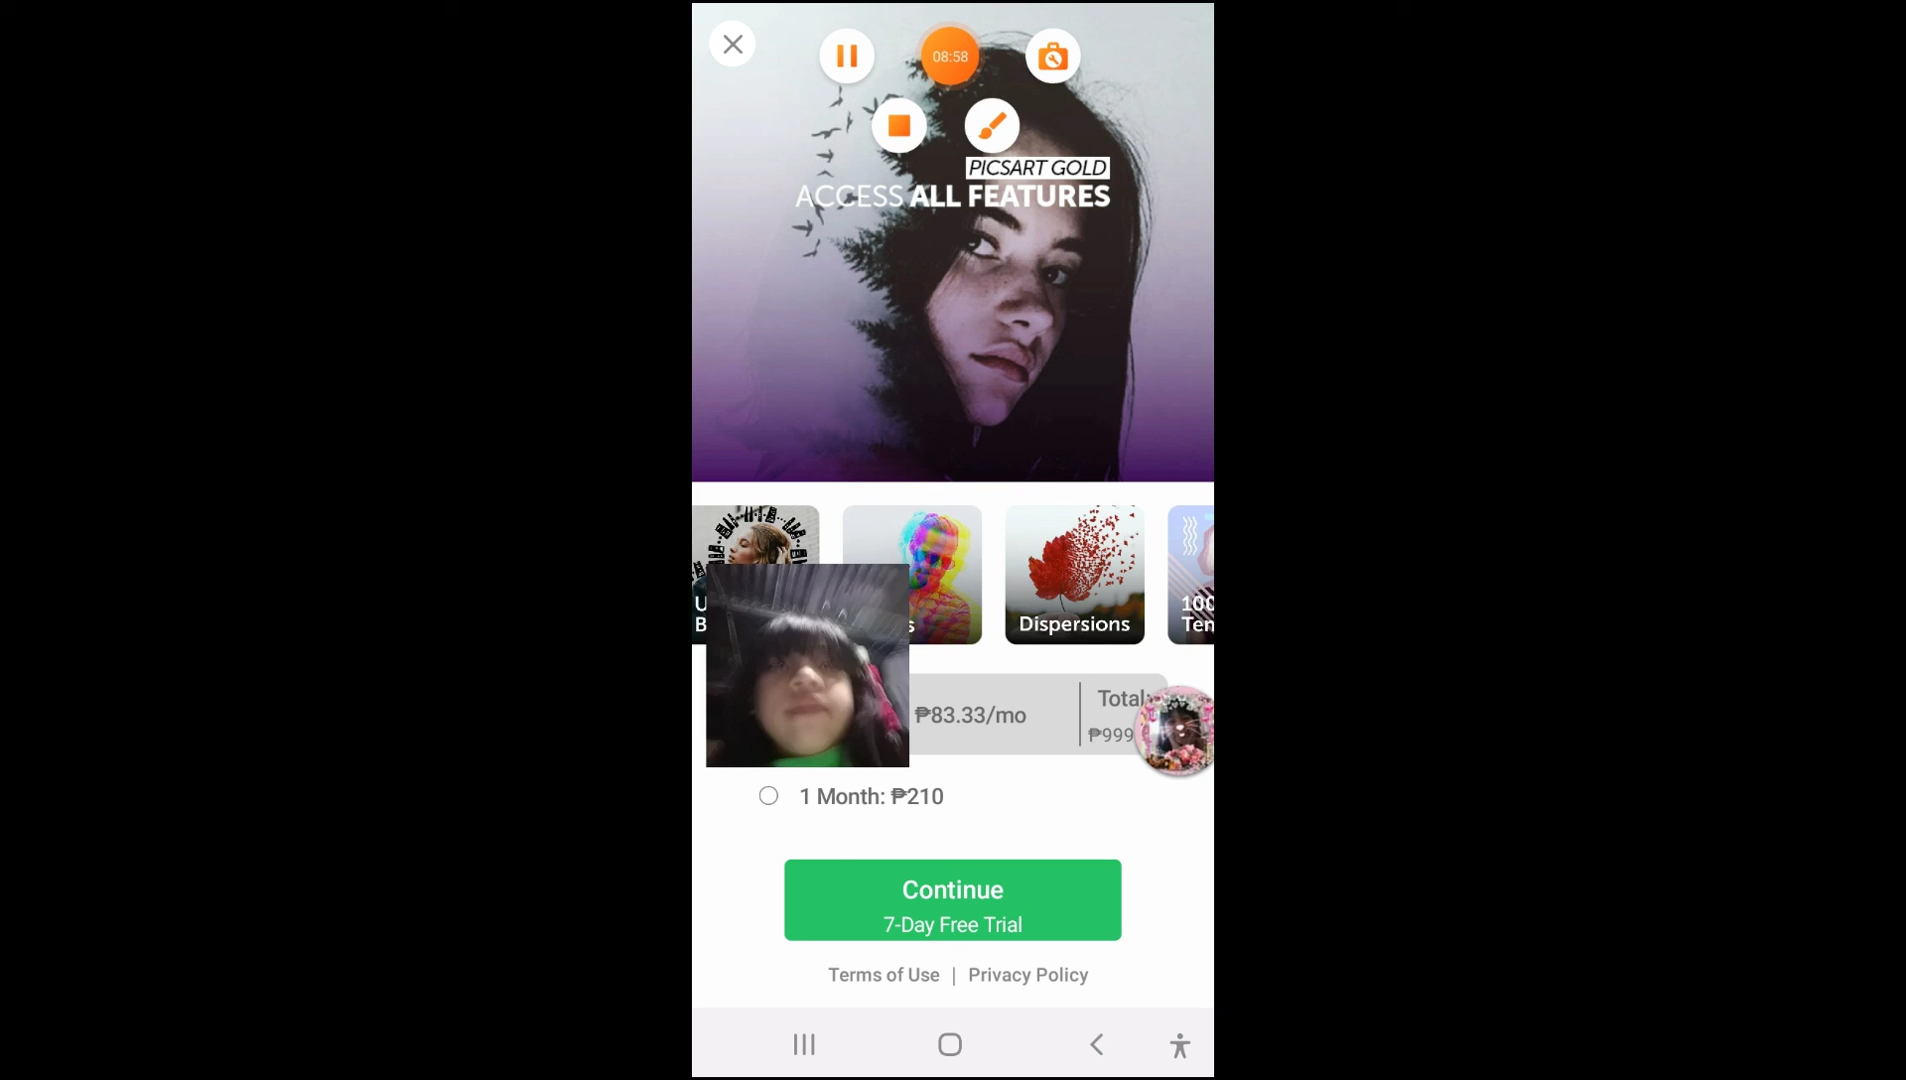 08:58
PICSART GOLD
ACCESS ALL FEATURES
Dispersions
100
₱83.33/mo
Total:
₱999
1 Month: ₱210
Continue
7-Day Free Trial
Terms of Use | Privacy Policy